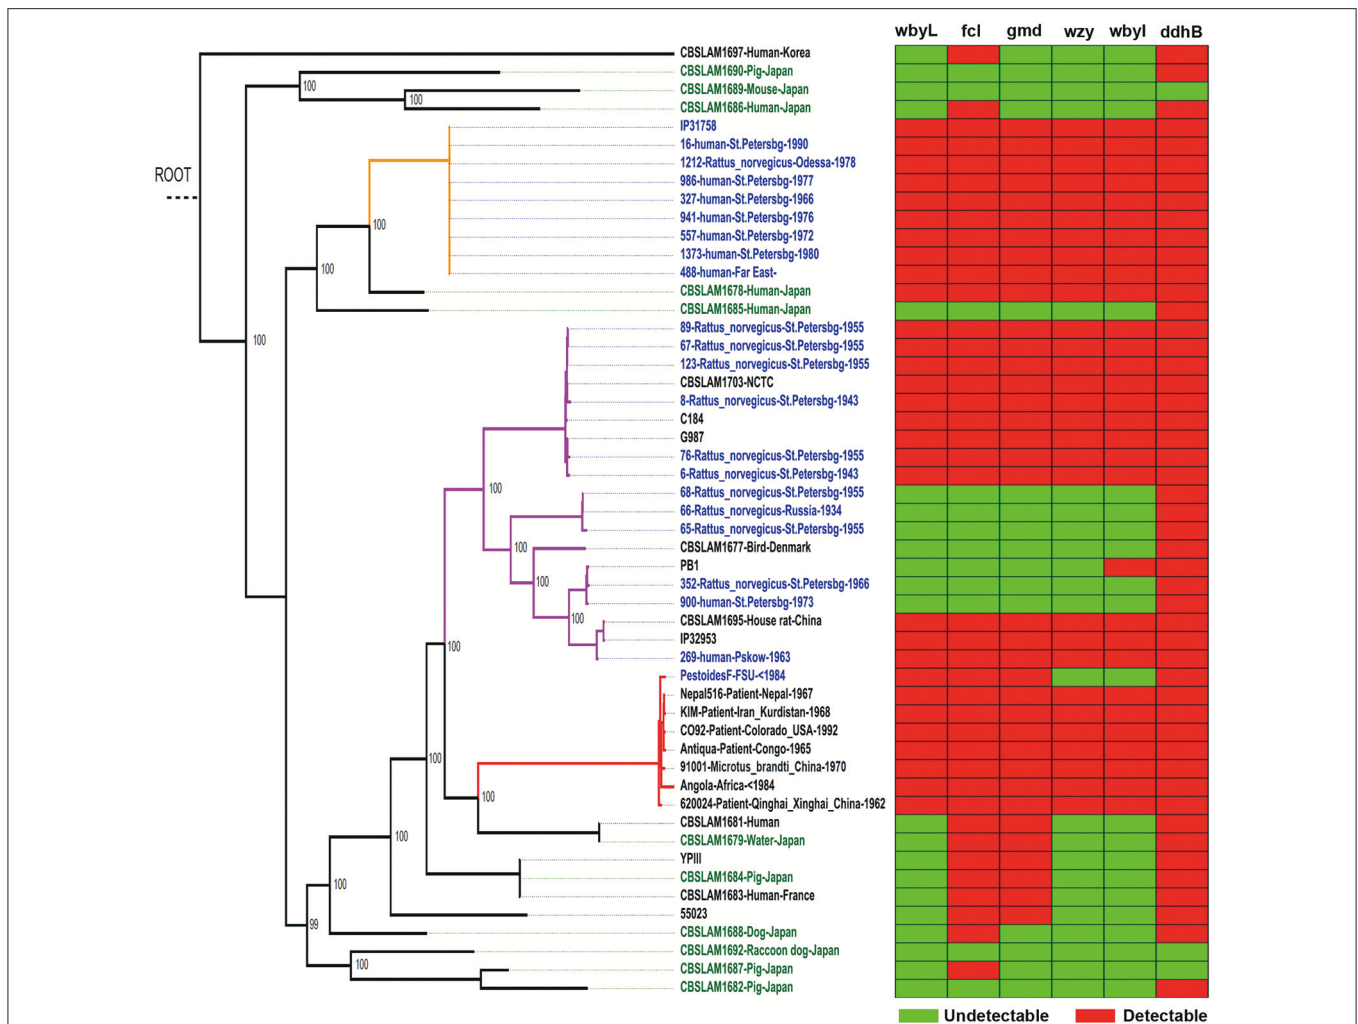 wbyL fcl gmd wzy wbyI ddhB
CBSLAM1697-Human-Korea
CBSLAM1690-Pig-Japan
100
CBSLAM1689-Mouse-Japan
100
CBSLAM1686-Human-Japan
IP31758
16-human-St.Petersbg-1990
1212-Rattus_norvegicus-Odessa-1978
ROOT
986-human-St.Petersbg-1977
327-human-St.Petersbg-1966
941-human-St.Petersbg-1976
100
557-human-St.Petersbg-1972
1373-human-St.Petersbg-1980
100
488-human-Far East-
CBSLAM1678-Human-Japan
CBSLAM1685-Human-Japan
89-Rattus_norvegicus-St.Petersbg-1955
100
67-Rattus_norvegicus-St.Petersbg-1955
123-Rattus_norvegicus-St.Petersbg-1955
CBSLAM1703-NCTC
8-Rattus_norvegicus-St.Petersbg-1943
C184
G987
76-Rattus_norvegicus-St.Petersbg-1955
6-Rattus_norvegicus-St.Petersbg-1943
100
68-Rattus_norvegicus-St.Petersbg-1955
66-Rattus_norvegicus-Russia-1934
65-Rattus_norvegicus-St.Petersbg-1955
100
CBSLAM1677-Bird-Denmark
PB1
100
352-Rattus_norvegicus-St.Petersbg-1966
900-human-St.Petersbg-1973
100
CBSLAM1695-House rat-China
IP32953
100
269-human-Pskow-1963
PestoidesF-FSU-<1984
Nepal516-Patient-Nepal-1967
KIM-Patient-Iran_Kurdistan-1968
CO92-Patient-Colorado_USA-1992
Antiqua-Patient-Congo-1965
100
91001-Microtus_brandti_China-1970
Angola-Africa-<1984
100
620024-Patient-Qinghai_Xinghai_China-1962
CBSLAM1681-Human
100
CBSLAM1679-Water-Japan
YPIII
CBSLAM1684-Pig-Japan
100
CBSLAM1683-Human-France
55023
99
CBSLAM1688-Dog-Japan
CBSLAM1692-Raccoon dog-Japan
100
CBSLAM1687-Pig-Japan
CBSLAM1682-Pig-Japan
Undetectable Detectable